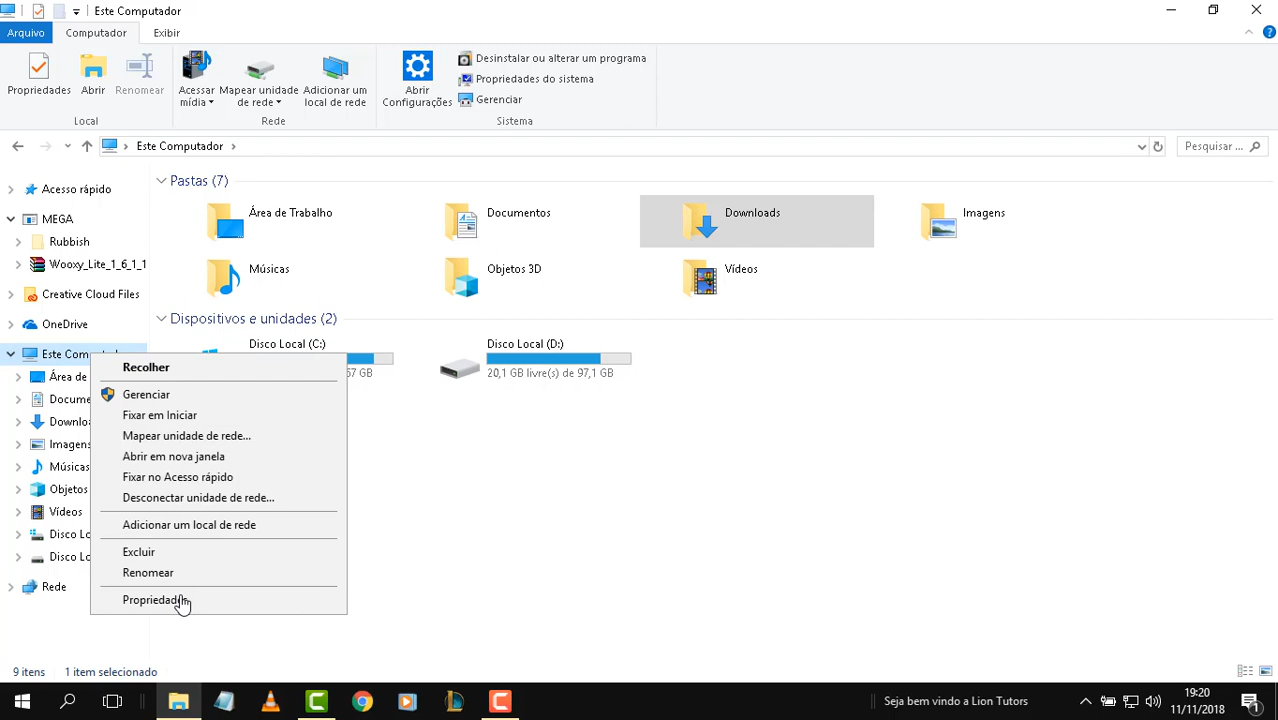 Este Computador
Arquivo Computador Exibir
Propriedades Abrir Renomear
Local
Acessar mídia
Mapear unidade de rede
Adicionar um local de rede
Rede
Abrir Configurações
Desinstalar ou alterar um programa
Propriedades do sistema
Gerenciar
Sistema
Este Computador
Pesquisar ...
Acesso rápido
MEGA
Rubbish
Wooxy_Lite_1_6_1_1
Creative Cloud Files
OneDrive
Este Comp
Área de
Docume
Downlo
Imagens
Músicas
Objetos
Vídeos
Disco Lo
Disco Lo
Rede
Pastas (7)
Área de Trabalho Documentos Downloads Imagens
Músicas Objetos 3D Vídeos
Dispositivos e unidades (2)
Disco Local (C:) Disco Local (D:)
GB 20,1 GB livre(s) de 97,1 GB
Recolher
Gerenciar
Fixar em Iniciar
Mapear unidade de rede...
Abrir em nova janela
Fixar no Acesso rápido
Desconectar unidade de rede...
Adicionar um local de rede
Excluir
Renomear
Propriedades
9 itens 1 item selecionado
Seja bem vindo a Lion Tutors
19:20
11/11/2018
1